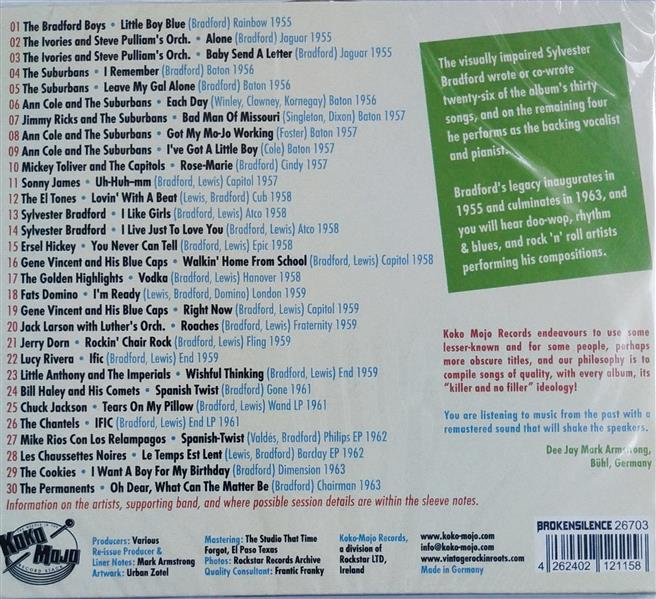 01 The Bradford Boys • Little Boy Blue (Bradford) Rainbow 1955
02 The Ivories and Steve Pulliam's Orch. • Alone (Bradford) Jaguar 1955
03 The Ivories and Steve Pulliam's Orch. • Baby Send A Letter (Bradford) Jaguar 1955
04 The Suburbans • I Remember (Bradford) Baton 1956
05 The Suburbans • Leave My Gal Alone (Bradford) Baton 1956
06 Ann Cole and the Suburbans • Each Day (Winley, Clowney, Kornegay) Baton 1956
07 Jimmy Ricks and The Suburbans • Bad Man Of Missouri (Singleton, Dixon) Baton 1957
08 Ann Cole and the Suburbans • Got My Mo-Jo Working (Foster) Baton 1957
09 Ann Cole and the Suburbans • I've Got A Little Boy (Cole) Baton 1957
10 Mickey Toliver and The Capitols • Rose-Marie (Bradford) Cindy 1957
11 Sonny James • Uh-Huh–mm (Bradford, Lewis) Capitol 1957
12 The El Tones • Lovin' With A Beat (Lewis, Bradford) Cub 1958
13 Sylvester Bradford • I Like Girls (Bradford) Atco 1958
14 Sylvester Bradford • I Live Just To Love You (Bradford, Lewis) Atco 1958
15 Ersel Hickey • You Never Can Tell (Bradford, Lewis) Epic 1958
16 Gene Vincent and His Blue Caps • Walkin' Home From School (Bradford, Lewis) Capitol 1958
17 The Golden Highlights • Vodka (Bradford, Lewis) Hanover 1958
18 Fats Domino • I'm Ready (Lewis, Bradford, Domino) London 1959
19 Gene Vincent and His Blue Caps • Right Now (Bradford, Lewis) Capitol 1959
20 Jack Larson with Luther's Orch. • Roaches (Bradford, Lewis) Fraternity 1959
21 Jerry Dorn • Rockin' Chair Rock (Bradford, Lewis) Fling 1959
22 Lucy Rivera • Ific (Bradford, Lewis) End 1959
23 Little Anthony and The Imperials • Wishful Thinking (Bradford, Lewis) End 1959
24 Bill Haley and His Comets • Spanish Twist (Bradford) Gone 1961
25 Chuck Jackson • Tears On My Pillow (Bradford, Lewis) Wand LP 1961
26 The Chantels • IFIC (Bradford, Lewis) End LP 1961
27 Mike Rios Con Los Relampagos • Spanish-Twist (Valdés, Bradford) Philips EP 1962
28 Les Chaussettes Noires • Le Temps Est Lent (Bradford, Lewis) Barclay EP 1962
29 The Cookies • I Want A Boy For My Birthday (Bradford) Dimension 1963
30 The Permanents • Oh Dear, What Can The Matter Be (Bradford) Chairman 1963
Information on the artists, supporting band, and where possible session details are within the sleeve notes.
The visually impaired Sylvester
Bradford wrote or co-wrote
twenty-six of the album's thirty
songs, and on the remaining four
he performs as the backing vocalist
and pianist.
Bradford's legacy inaugurates in
1955 and culminates in 1963, and
you will hear doo-wop, rhythm
& blues, and rock 'n' roll artists
performing his compositions.
Koko Mojo Records endeavours to use some
lesser-known and for some people, perhaps
more obscure titles, and our philosophy is to
compile songs of quality, with every album, its
"killer and no filler" ideology!
You are listening to music from the past with a
remastered sound that will shake the speakers.
Dee Jay Mark Armstrong,
Bühl, Germany
Koko
Mojo
Producers: Various
Re-issue Producer &
Liner Notes: Mark Armstrong
Artwork: Urban Zotel
Mastering: The Studio That Time
Forgot, El Paso Texas
Photos: Rockstar Records Archive
Quality Consultant: Frantic Franky
Koko-Mojo Records,
a division of
Rockstar LTD,
Ireland
www.koko-mojo.com
info@koko-mojo.com
www.vintagerockinroots.com
Made in Germany
BROKENSILENCE 26703
4 262402 121158